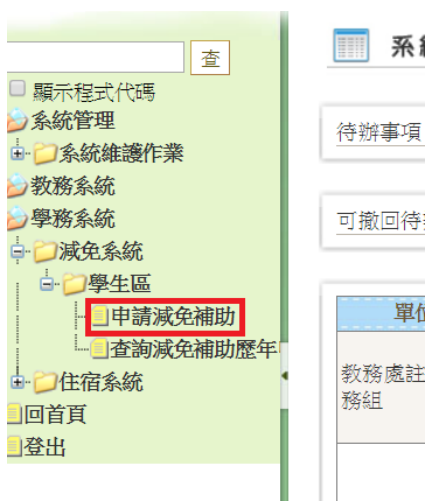 查
顯示程式代碼
系統管理
系統維護作業
教務系統
學務系統
減免系統
學生區
申請減免補助
查詢減免補助歷年
住宿系統
回首頁
登出
系
待辦事項
可撤回待
單位
教務處註
務組